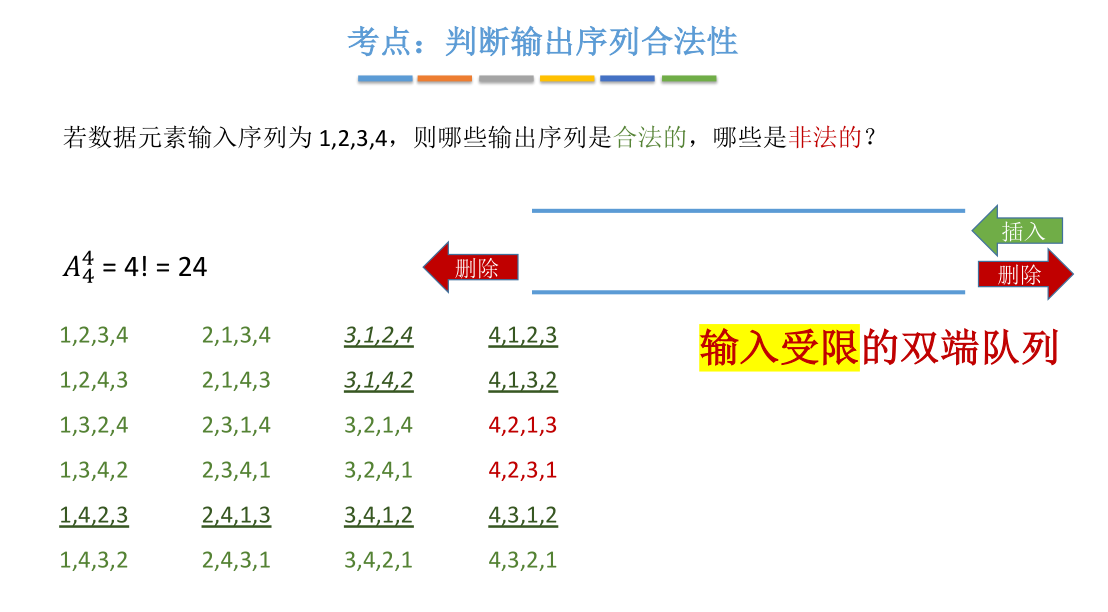 考点：判断输出序列合法性
若数据元素输入序列为 1,2,3,4，则哪些输出序列是合法的，哪些是非法的？
插入
删除
删除
A₄⁴ = 4! = 24
输入受限的双端队列
1,2,3,4 2,1,3,4 3,1,2,4 4,1,2,3
1,2,4,3 2,1,4,3 3,1,4,2 4,1,3,2
1,3,2,4 2,3,1,4 3,2,1,4 4,2,1,3
1,3,4,2 2,3,4,1 3,2,4,1 4,2,3,1
1,4,2,3 2,4,1,3 3,4,1,2 4,3,1,2
1,4,3,2 2,4,3,1 3,4,2,1 4,3,2,1